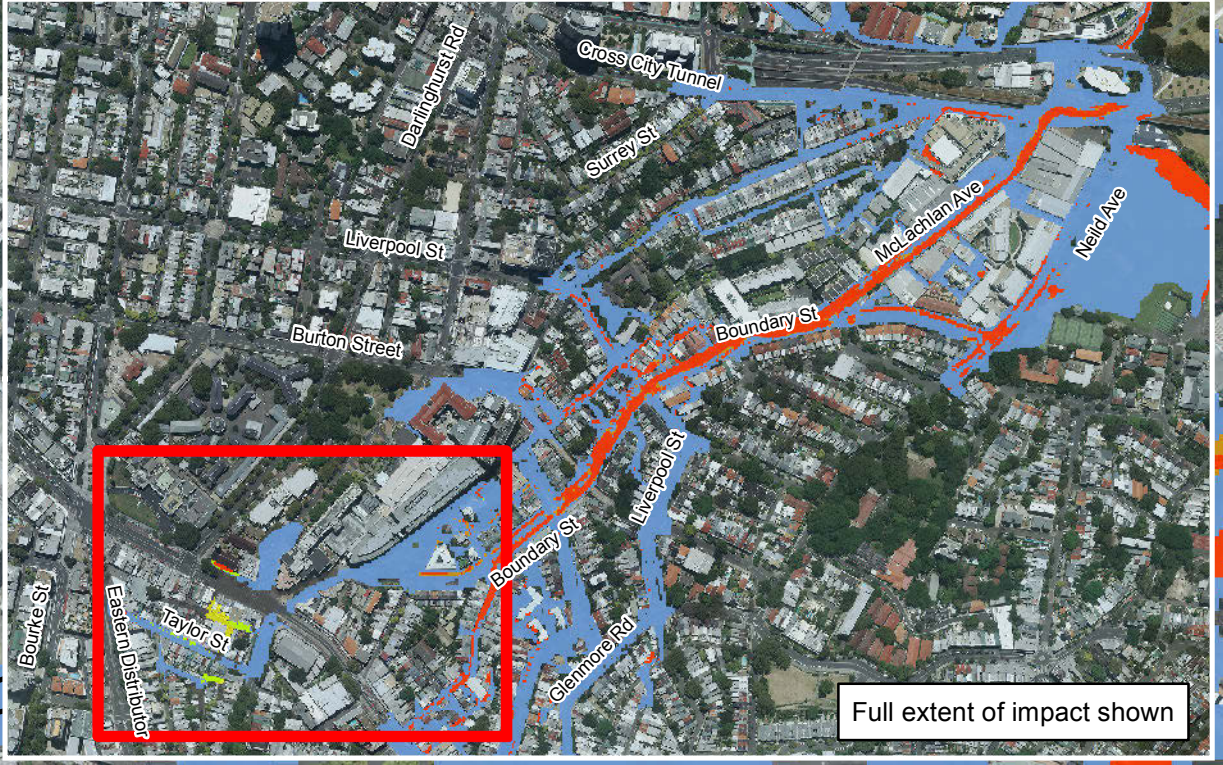 Cross City Tunnel
Darlinghurst Rd
Surrey St
McLachlan Ave
Neild Ave
Liverpool St
Boundary St
Burton Street
Liverpool St
Boundary St
Taylor St
Bourke St
Eastern Distributor
Glenmore Rd
Full extent of impact shown